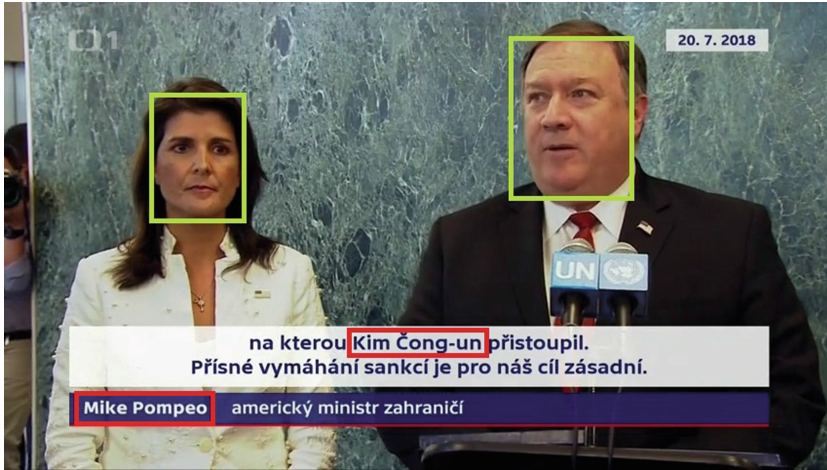 1
20. 7. 2018
UN
na kterou Kim Čong-un přistoupil.
Přísné vymáhání sankcí je pro náš cíl zásadní.
Mike Pompeo americký ministr zahraničí